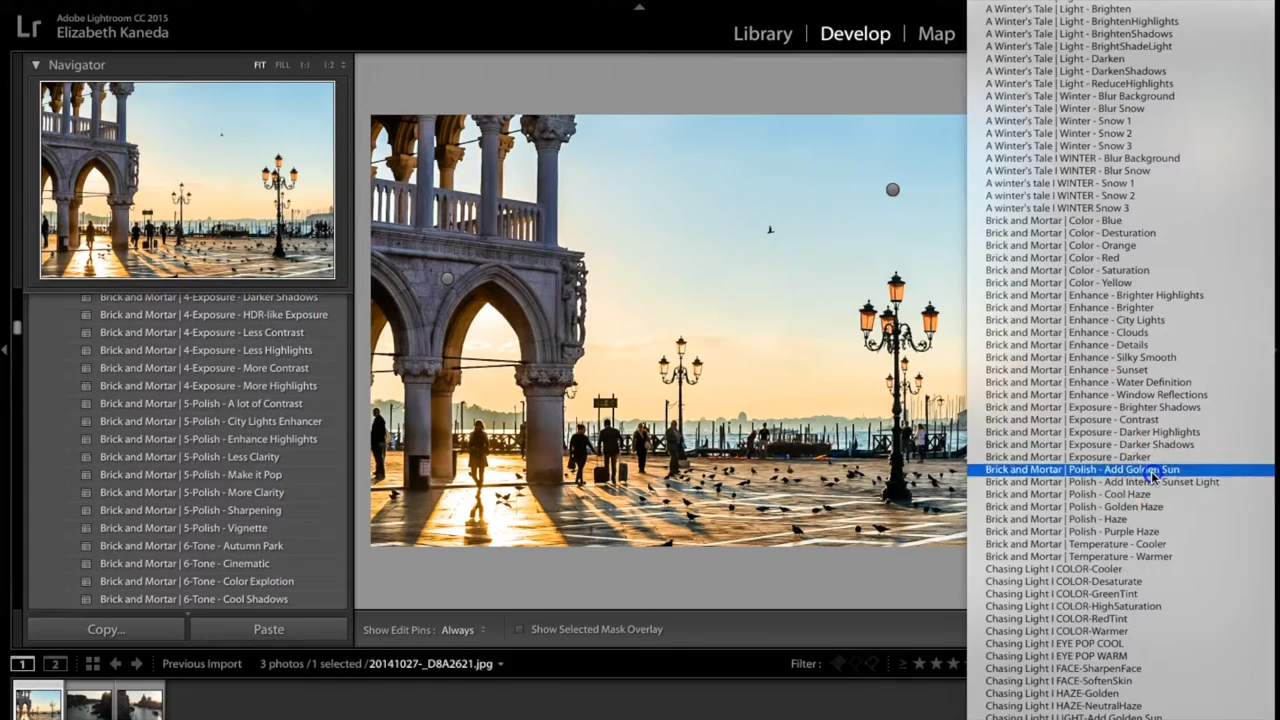 Lr
Adobe Lightroom CC 2015
Elizabeth Kaneda
Library
Develop
Map
Navigator
FIT
FILL
1:1
1:2
Brick and Mortar | 4-Exposure - Darker Shadows
Brick and Mortar | 4-Exposure - HDR-like Exposure
Brick and Mortar | 4-Exposure - Less Contrast
Brick and Mortar | 4-Exposure - Less Highlights
Brick and Mortar | 4-Exposure - More Contrast
Brick and Mortar | 4-Exposure - More Highlights
Brick and Mortar | 5-Polish - A lot of Contrast
Brick and Mortar | 5-Polish - City Lights Enhancer
Brick and Mortar | 5-Polish - Enhance Highlights
Brick and Mortar | 5-Polish - Less Clarity
Brick and Mortar | 5-Polish - Make it Pop
Brick and Mortar | 5-Polish - More Clarity
Brick and Mortar | 5-Polish - Sharpening
Brick and Mortar | 5-Polish - Vignette
Brick and Mortar | 6-Tone - Autumn Park
Brick and Mortar | 6-Tone - Cinematic
Brick and Mortar | 6-Tone - Color Explotion
Brick and Mortar | 6-Tone - Cool Shadows
Copy...
Paste
Show Edit Pins : Always
Show Selected Mask Overlay
1
2
Previous Import
3 photos/1 selected /20141027-_D8A2621.jpg
Filter :
A Winter's Tale | Light - Brighten
A Winter's Tale | Light - BrightenHighlights
A Winter's Tale | Light - BrightenShadows
A Winter's Tale | Light - BrightShadeLight
A Winter's Tale | Light - Darken
A Winter's Tale | Light - DarkenShadows
A Winter's Tale | Light - ReduceHighlights
A Winter's Tale | Winter - Blur Background
A Winter's Tale | Winter - Blur Snow
A Winter's Tale | Winter - Snow 1
A Winter's Tale | Winter - Snow 2
A Winter's Tale | Winter - Snow 3
A Winter's Tale l WINTER - Blur Background
A Winter's Tale l WINTER - Blur Snow
A winter's tale l WINTER - Snow 1
A winter's tale l WINTER - Snow 2
A winter's tale l WINTER Snow 3
Brick and Mortar | Color - Blue
Brick and Mortar | Color - Desturation
Brick and Mortar | Color - Orange
Brick and Mortar | Color - Red
Brick and Mortar | Color - Saturation
Brick and Mortar | Color - Yellow
Brick and Mortar | Enhance - Brighter Highlights
Brick and Mortar | Enhance - Brighter
Brick and Mortar | Enhance - City Lights
Brick and Mortar | Enhance - Clouds
Brick and Mortar | Enhance - Details
Brick and Mortar | Enhance - Silky Smooth
Brick and Mortar | Enhance - Sunset
Brick and Mortar | Enhance - Water Definition
Brick and Mortar | Enhance - Window Reflections
Brick and Mortar | Exposure - Brighter Shadows
Brick and Mortar | Exposure - Contrast
Brick and Mortar | Exposure - Darker Highlights
Brick and Mortar | Exposure - Darker Shadows
Brick and Mortar | Exposure - Darker
Brick and Mortar | Polish - Add Golden Sun
Brick and Mortar | Polish - Add Intense Sunset Light
Brick and Mortar | Polish - Cool Haze
Brick and Mortar | Polish - Golden Haze
Brick and Mortar | Polish - Haze
Brick and Mortar | Polish - Purple Haze
Brick and Mortar | Temperature - Cooler
Brick and Mortar | Temperature - Warmer
Chasing Light l COLOR-Cooler
Chasing Light l COLOR-Desaturate
Chasing Light l COLOR-GreenTint
Chasing Light l COLOR-HighSaturation
Chasing Light l COLOR-RedTint
Chasing Light l COLOR-Warmer
Chasing Light l EYE POP COOL
Chasing Light l EYE POP WARM
Chasing Light l FACE-SharpenFace
Chasing Light l FACE-SoftenSkin
Chasing Light l HAZE-Golden
Chasing Light l HAZE-NeutralHaze
Chasing Light l LIGHT-Add Golden Sun